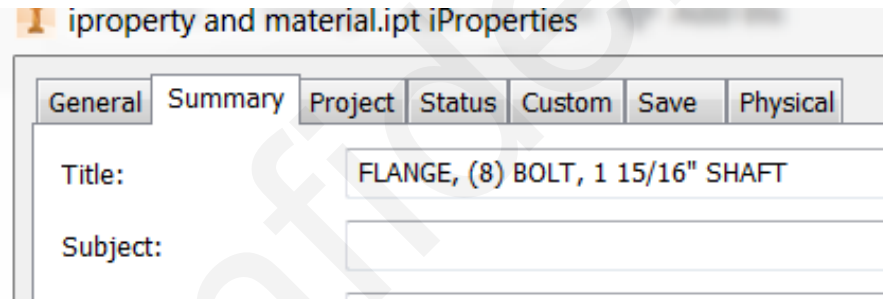 iproperty and material.ipt iProperties
General Summary Project Status Custom Save Physical
Title: FLANGE, (8) BOLT, 1 15/16" SHAFT
Subject: